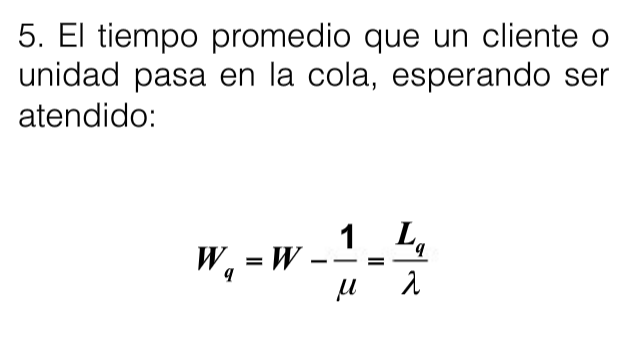 5. El tiempo promedio que un cliente o
unidad pasa en la cola, esperando ser
atendido:
W_q = W − 1/μ = L_q/λ